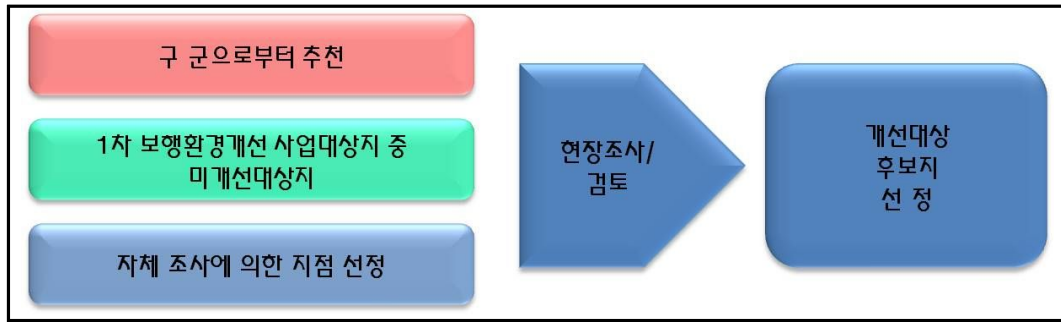 구 군으로부터 추천
1차 보행환경개선 사업대상지 중
미개선대상지
자체 조사에 의한 지점 선정
현장조사/
검토
개선대상
후보지
선 정